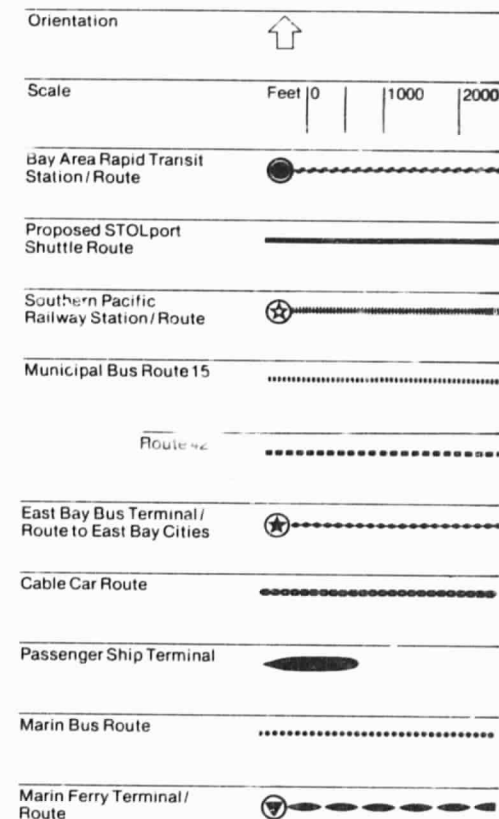 Orientation
Scale
Feet 0 1000 2000
Bay Area Rapid Transit
Station/Route
Proposed STOLport
Shuttle Route
Southern Pacific
Railway Station/Route
Municipal Bus Route 15
Route 42
East Bay Bus Terminal/
Route to East Bay Cities
Cable Car Route
Passenger Ship Terminal
Marin Bus Route
Marin Ferry Terminal/
Route